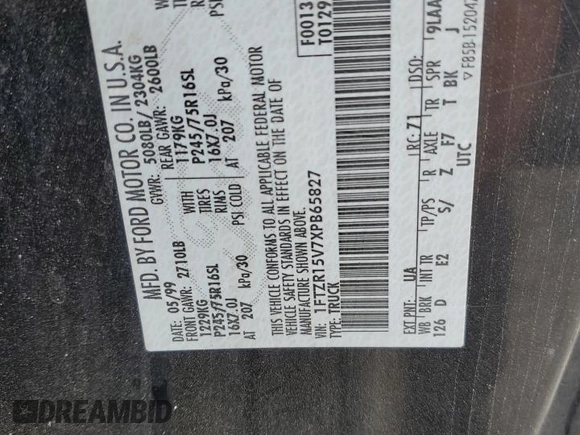 MFD. BY FORD MOTOR CO. IN U.S.A.
DATE: 05/99 GVWR: 5080LB/ 2304KG
FRONT GAWR: 2710LB REAR GAWR: 2600LB
1229KG WITH 1179KG
P245/75R16SL TIRES P245/75R16SL
16X7.0J RIMS 16X7.0J
AT 207 kPa/30 PSI COLD AT 207 kPa/30
THIS VEHICLE CONFORMS TO ALL APPLICABLE FEDERAL MOTOR
VEHICLE SAFETY STANDARDS IN EFFECT ON THE DATE OF
MANUFACTURE SHOWN ABOVE.
VIN: 1FTZR15V7XPB65827
TYPE: TRUCK
F0013
T0129
EXT PNT: UA RC: 71 DSO:
WB BRK INT TR TP/PS R AXLE TR SPR
126 D E2 S/ Z F7 T BK J
UTC
9LAA
DREAMBID